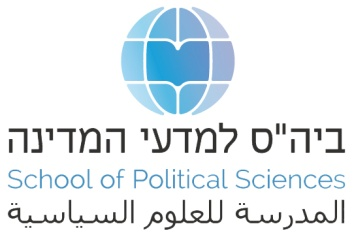 ביה"ס למדעי המדינה
School of Political Sciences
المدرسة للعلوم السياسية